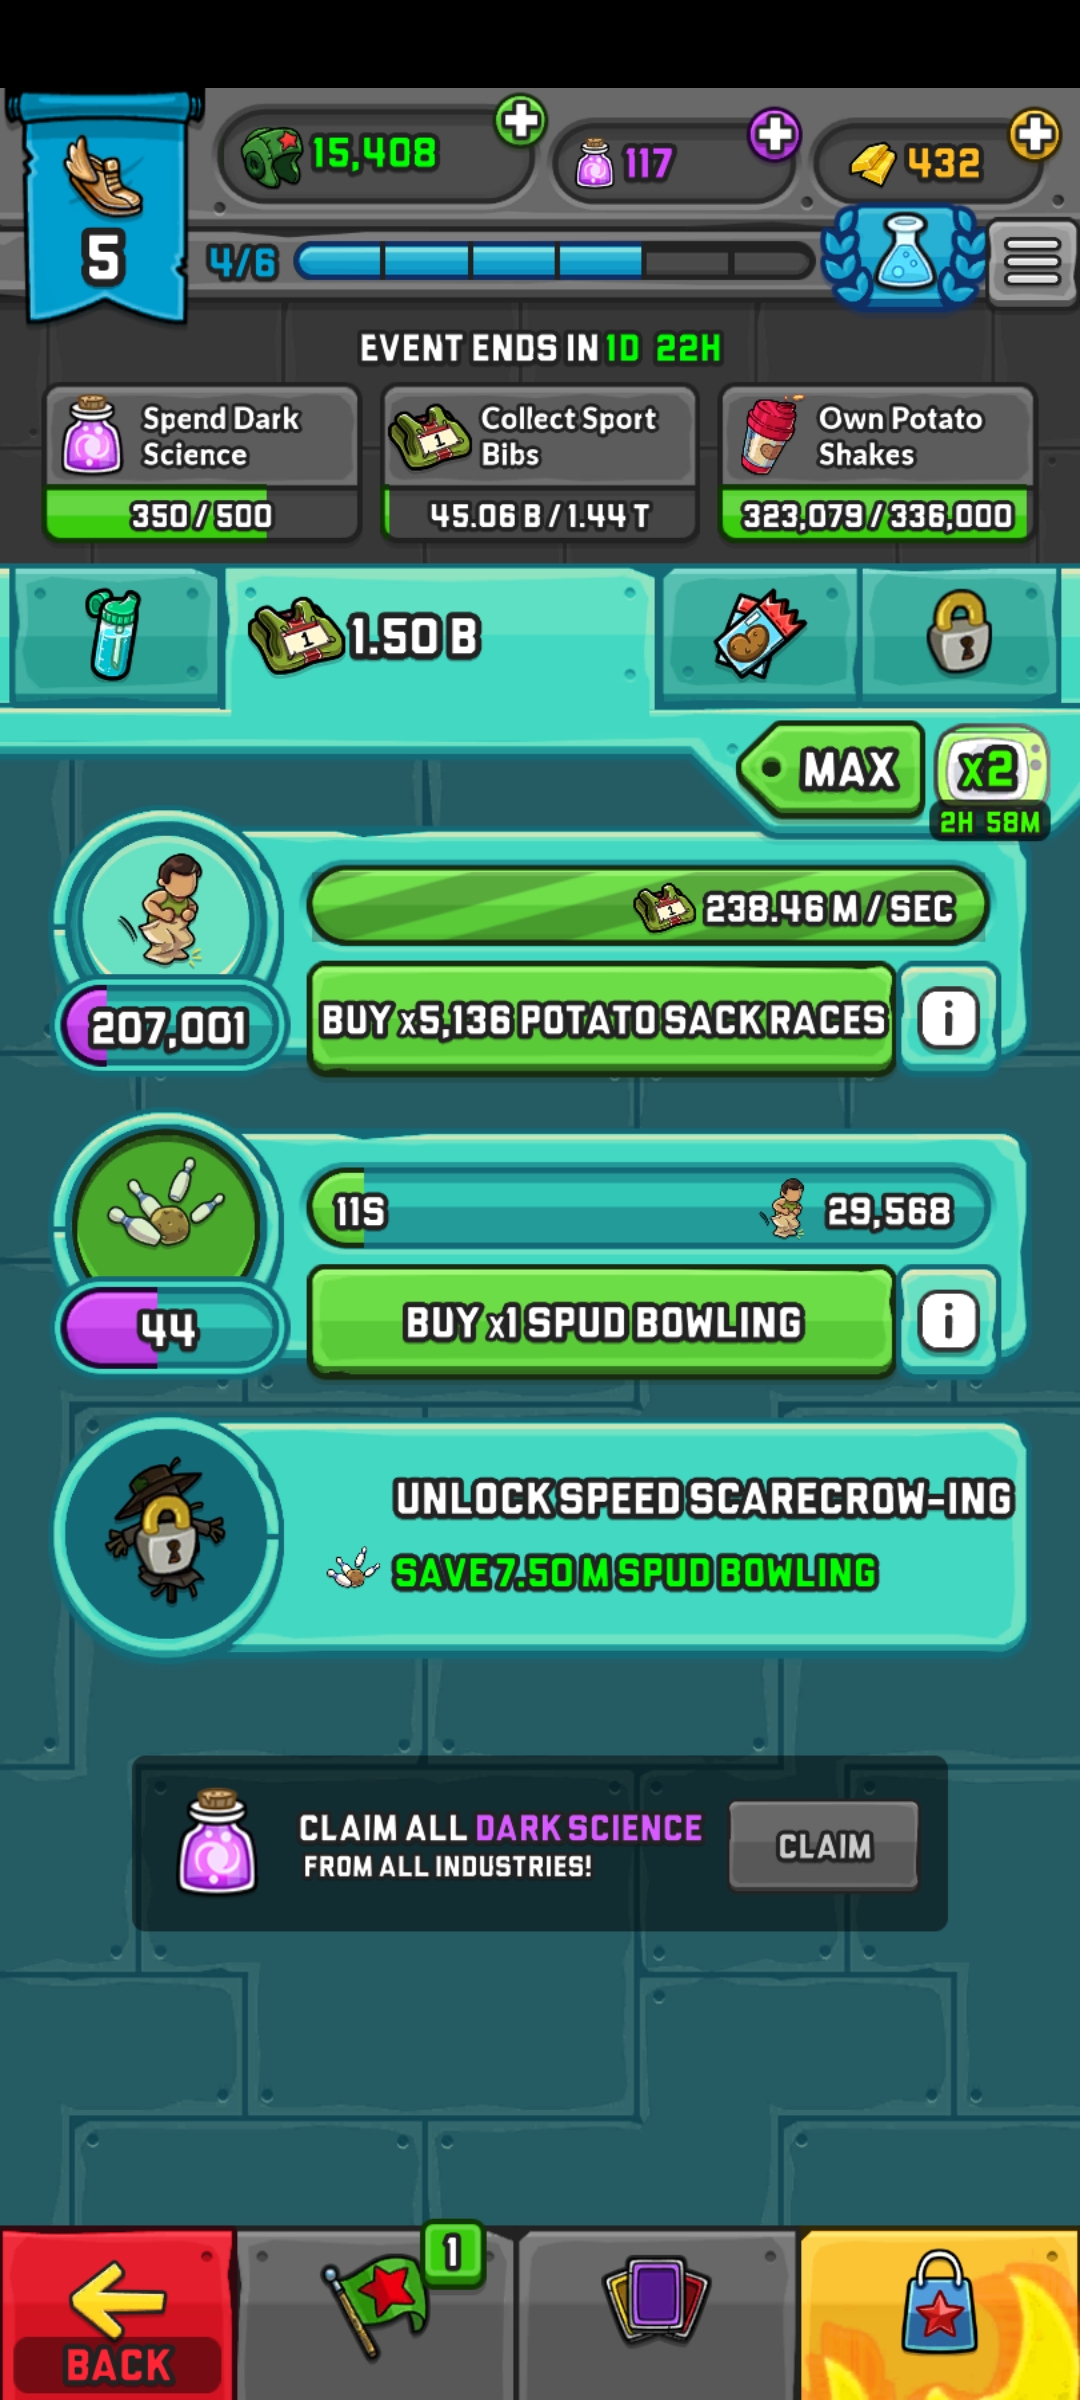 15,408
117
432
5
4/6
EVENT ENDS IN 1D 22H
Spend Dark Science
350/500
Collect Sport Bibs
45.06 B/1.44 T
Own Potato Shakes
323,079/336,000
1
1.50 B
MAX
x2
2H 58M
1
238.46 M/SEC
207,001
BUY x5,136 POTATO SACK RACES
i
11S
29,568
44
BUY x1 SPUD BOWLING
i
UNLOCK SPEED SCARECROW-ING
SAVE 7.50 M SPUD BOWLING
CLAIM ALL DARK SCIENCE
FROM ALL INDUSTRIES!
CLAIM
1
BACK